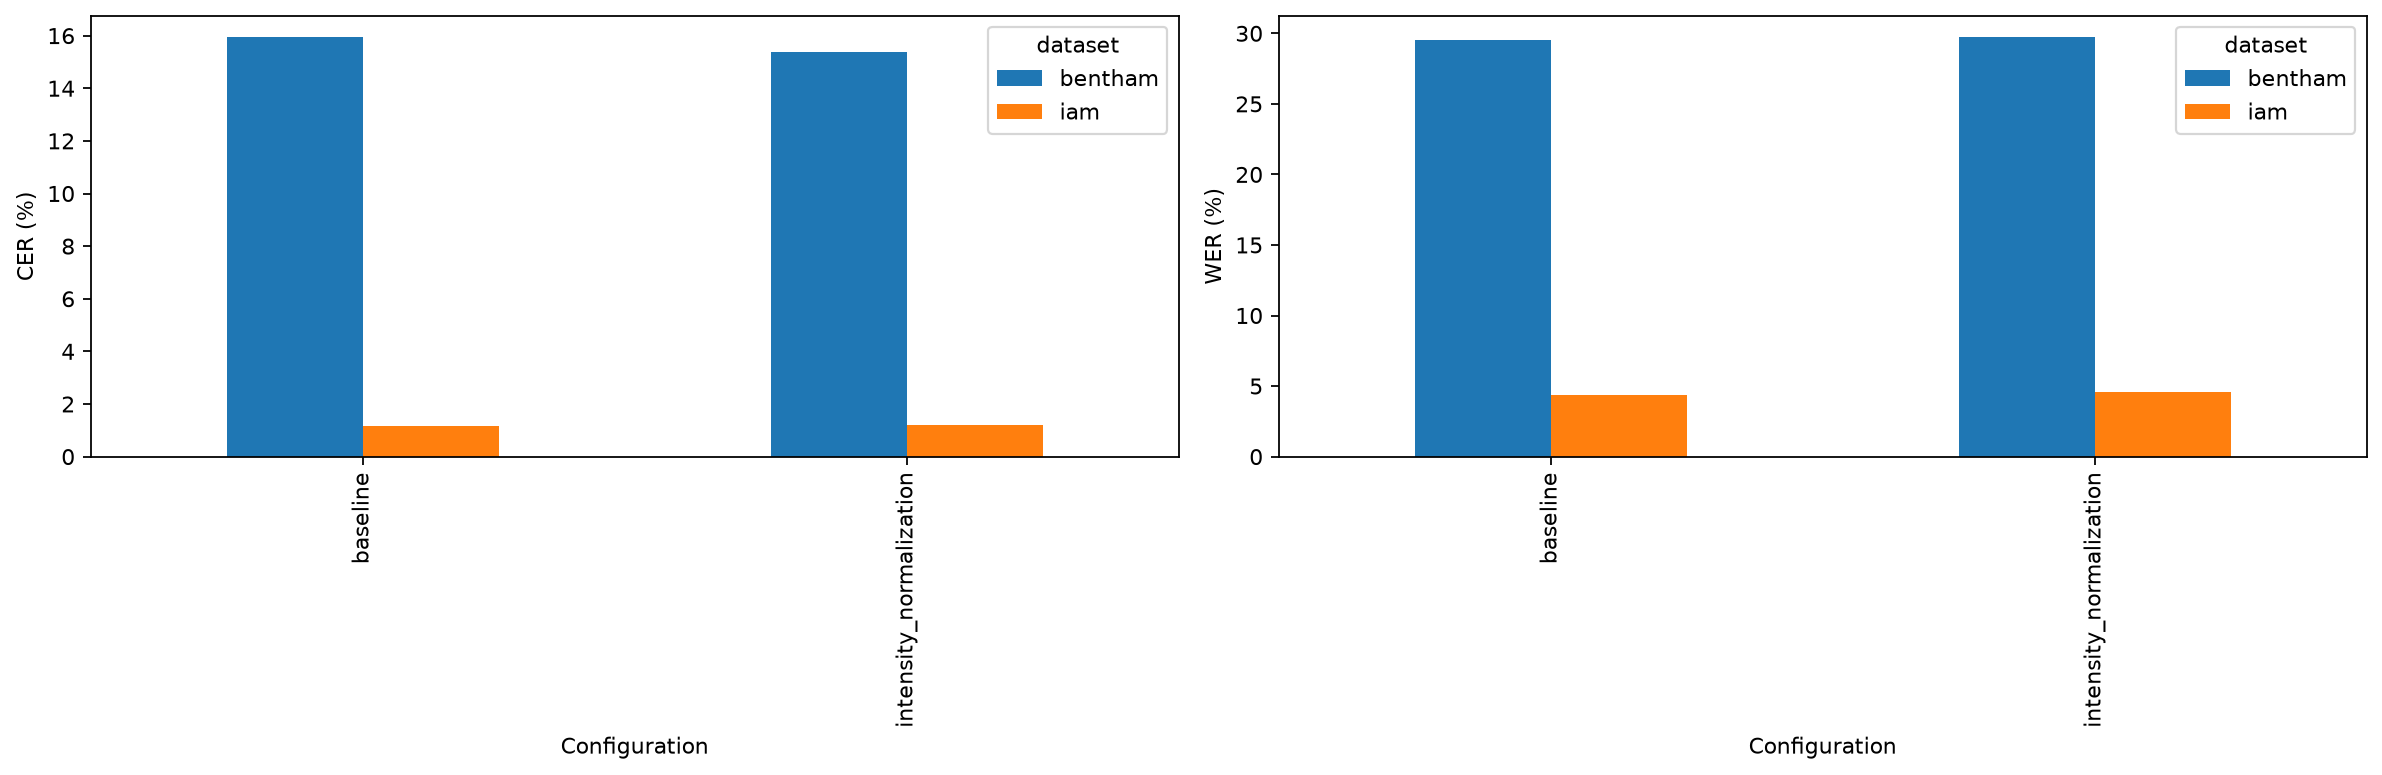 CER (%)
16
14
12
10
8
6
4
2
0
dataset
bentham
iam
baseline
intensity_normalization
Configuration
WER (%)
30
25
20
15
10
5
0
dataset
bentham
iam
baseline
intensity_normalization
Configuration